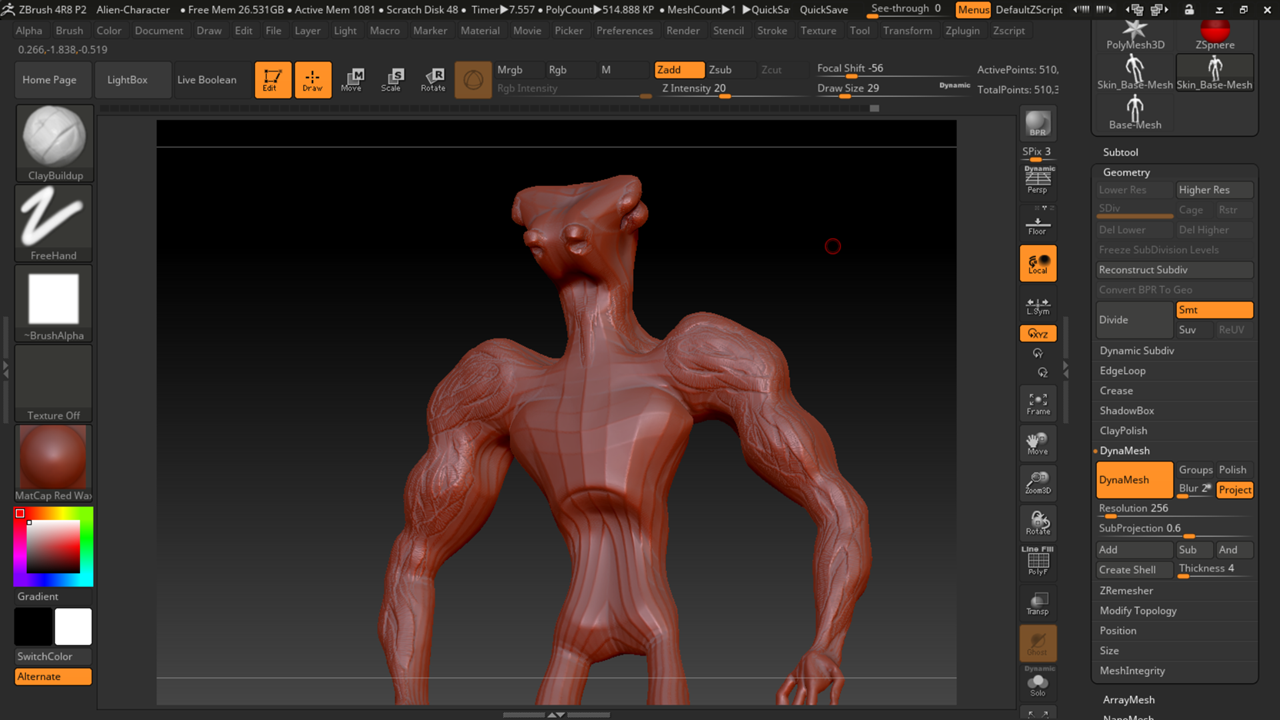 ZBrush 4R8 P2 Alien-Character ● Free Mem 26.531GB ● Active Mem 1081 ● Scratch Disk 48 ● Timer▶7.557 ● PolyCount▶514.888 KP ● MeshCount▶1 ▶QuickSa QuickSave See-through 0 Menus DefaultZScript
Alpha Brush Color Document Draw Edit File Layer Light Macro Marker Material Movie Picker Preferences Render Stencil Stroke Texture Tool Transform Zplugin Zscript
0.266,-1.838,-0.519
Home Page LightBox Live Boolean Edit Draw Move Scale Rotate
Mrgb Rgb M Zadd Zsub Zcut Focal Shift -56 ActivePoints: 510,
Rgb Intensity Z Intensity 20 Draw Size 29 Dynamic TotalPoints: 510,3
ClayBuildup
FreeHand
~BrushAlpha
Texture Off
MatCap Red Wax
Gradient
SwitchColor
Alternate
BPR
SPix 3
Dynamic
Persp
Floor
Local
L.Sym
XYZ
Frame
Move
Zoom3D
Rotate
Line Fill
PolyF
Transp
Ghost
Dynamic
Solo
PolyMesh3D ZSphere
Skin_Base-Mesh Skin_Base-Mesh
Base-Mesh
Subtool
Geometry
Lower Res Higher Res
SDiv Cage Rstr
Del Lower Del Higher
Freeze SubDivision Levels
Reconstruct Subdiv
Convert BPR To Geo
Divide Smt
Suv ReUV
Dynamic Subdiv
EdgeLoop
Crease
ShadowBox
ClayPolish
DynaMesh
DynaMesh Groups Polish
Blur 2 Project
Resolution 256
SubProjection 0.6
Add Sub And
Create Shell Thickness 4
ZRemesher
Modify Topology
Position
Size
MeshIntegrity
ArrayMesh
NanoMesh